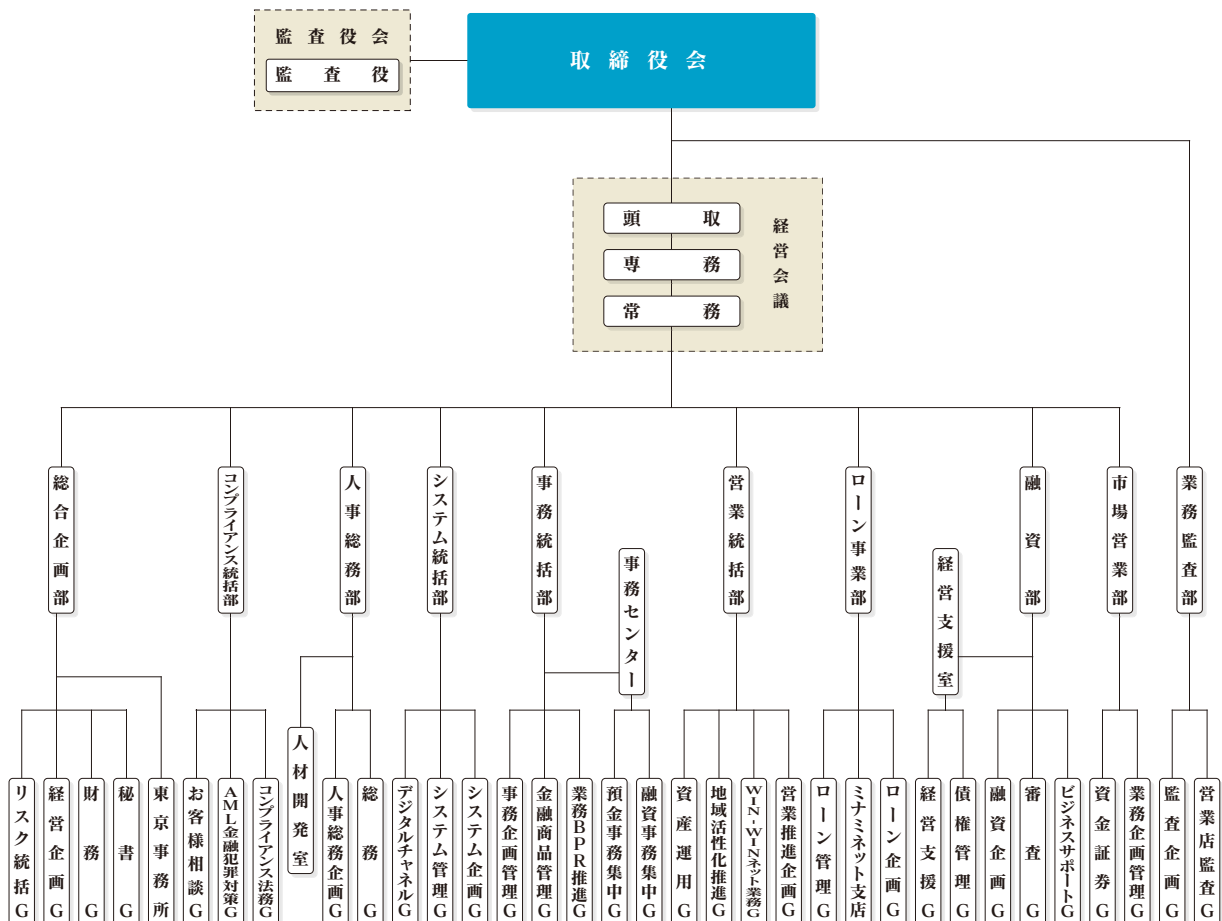 監査役会
監査役
取締役会
頭取
専務
常務
経営会議
総合企画部
コンプライアンス統括部
人事総務部
システム統括部
事務統括部
事務センター
営業統括部
ローン事業部
経営支援室
融資部
市場営業部
業務監査部
リスク統括G
経営企画G
財務G
秘書G
東京事務所
お客様相談G
AML金融犯罪対策G
コンプライアンス法務G
人材開発室
人事総務企画G
総務G
デジタルチャネルG
システム管理G
システム企画G
事務企画管理G
金融商品管理G
業務BPR推進G
預金事務集中G
融資事務集中G
資産運用G
地域活性化推進G
WIN-WINネット業務G
営業推進企画G
ローン管理G
ミナミネット支店
ローン企画G
経営支援G
債権管理G
融資企画G
審査G
ビジネスサポートG
資金証券G
業務企画管理G
監査企画G
営業店監査G